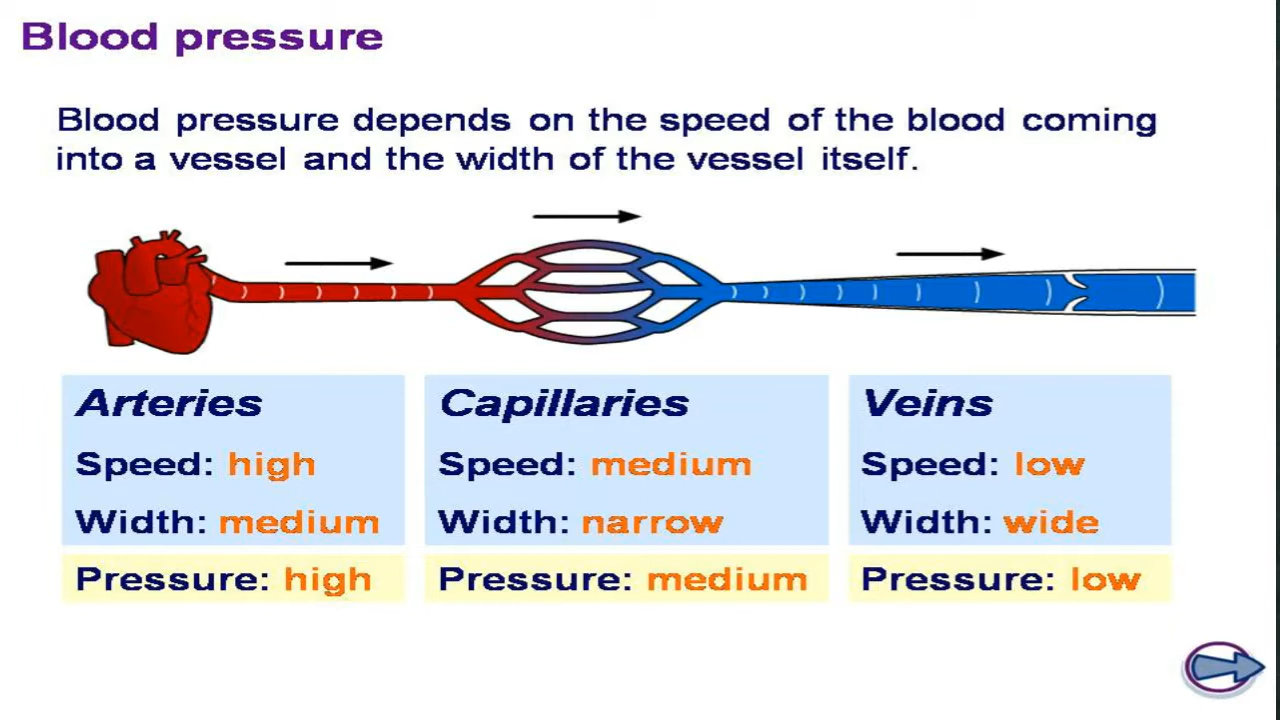 Blood pressure
Blood pressure depends on the speed of the blood coming
into a vessel and the width of the vessel itself.
Arteries
Speed: high
Width: medium
Pressure: high
Capillaries
Speed: medium
Width: narrow
Pressure: medium
Veins
Speed: low
Width: wide
Pressure: low